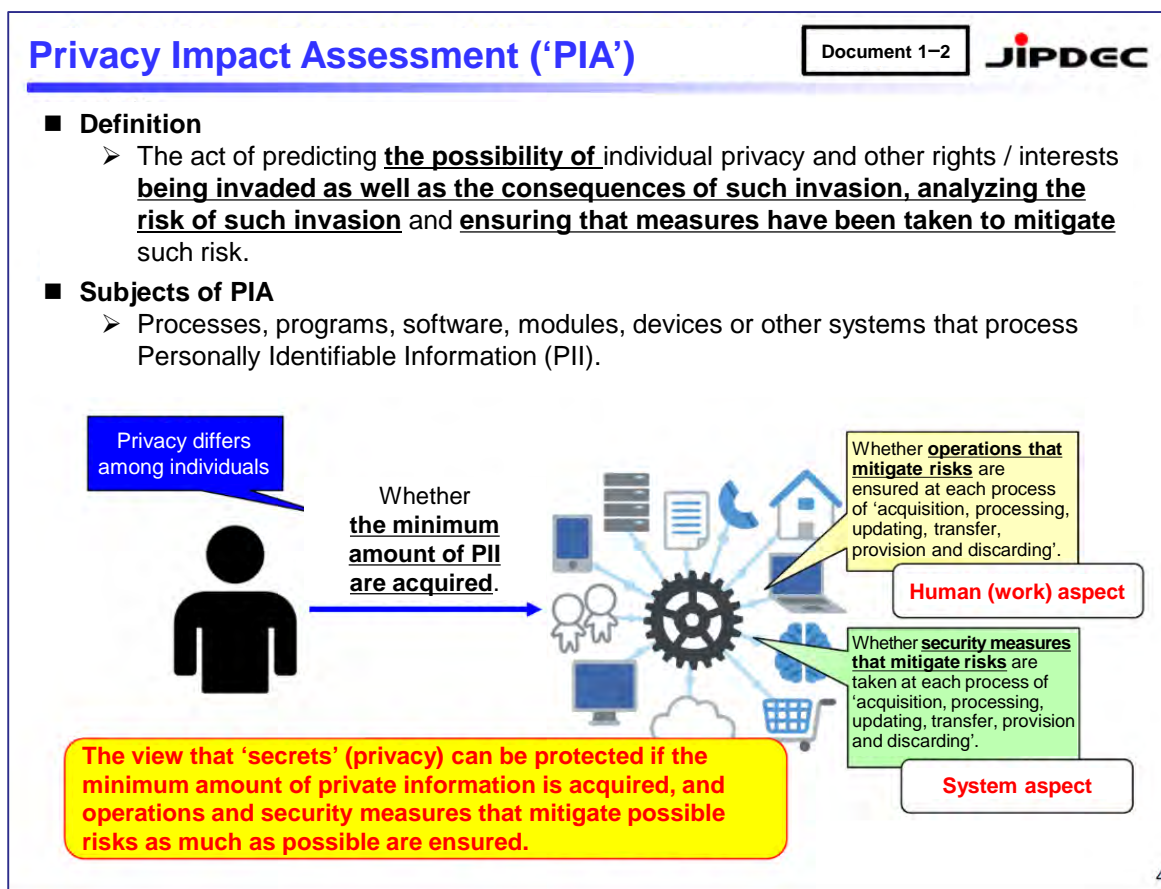 Privacy Impact Assessment (‘PIA’)
Document 1−2
JIPDEC
■ Definition
➢ The act of predicting the possibility of individual privacy and other rights / interests
being invaded as well as the consequences of such invasion, analyzing the
risk of such invasion and ensuring that measures have been taken to mitigate
such risk.
■ Subjects of PIA
➢ Processes, programs, software, modules, devices or other systems that process
Personally Identifiable Information (PII).
Privacy differs
among individuals
Whether
the minimum
amount of PII
are acquired.
Whether operations that
mitigate risks are
ensured at each process
of ‘acquisition, processing,
updating, transfer,
provision and discarding’.
Human (work) aspect
Whether security measures
that mitigate risks are
taken at each process of
‘acquisition, processing,
updating, transfer, provision
and discarding’.
System aspect
The view that ‘secrets’ (privacy) can be protected if the
minimum amount of private information is acquired, and
operations and security measures that mitigate possible
risks as much as possible are ensured.
4